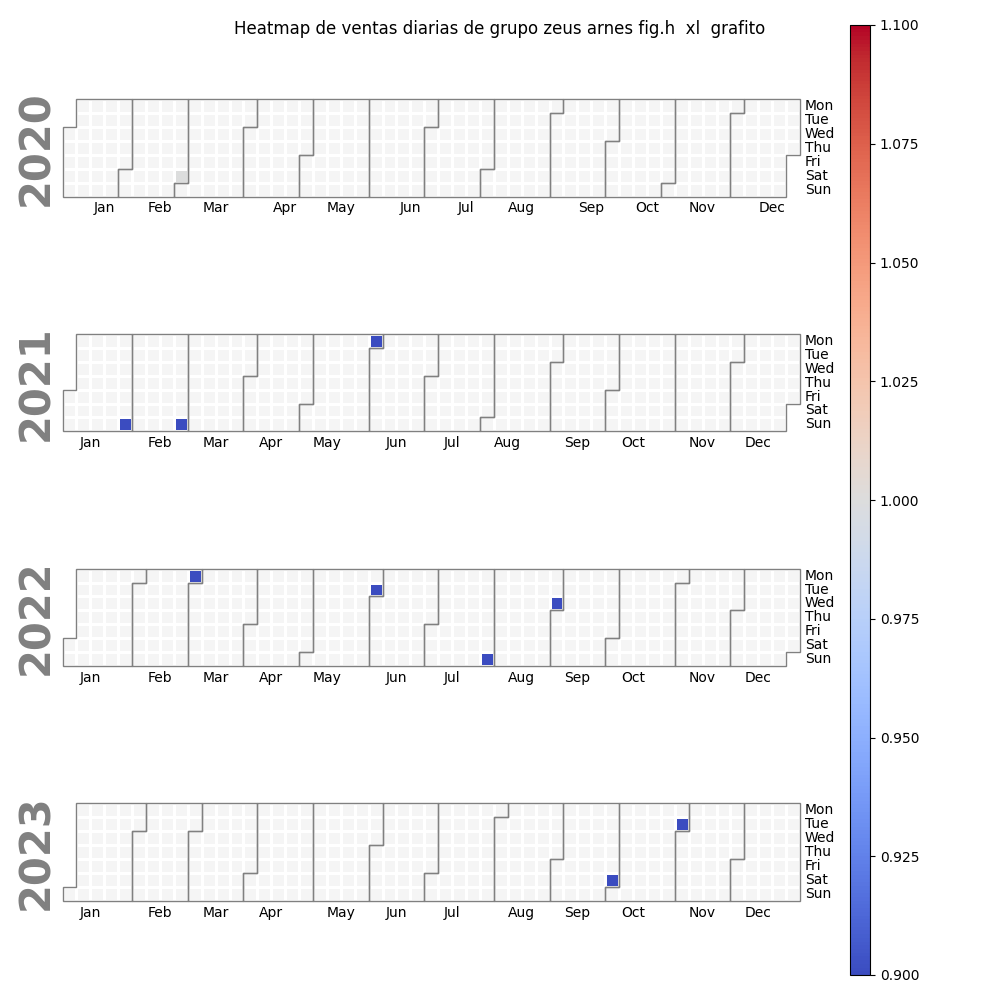 Heatmap de ventas diarias de grupo zeus arnes fig.h  xl  grafito
2020
Mon
Tue
Wed
Thu
Fri
Sat
Sun
Jan Feb Mar Apr May Jun Jul Aug Sep Oct Nov Dec
2021
Mon
Tue
Wed
Thu
Fri
Sat
Sun
Jan Feb Mar Apr May Jun Jul Aug Sep Oct Nov Dec
2022
Mon
Tue
Wed
Thu
Fri
Sat
Sun
Jan Feb Mar Apr May Jun Jul Aug Sep Oct Nov Dec
2023
Mon
Tue
Wed
Thu
Fri
Sat
Sun
Jan Feb Mar Apr May Jun Jul Aug Sep Oct Nov Dec
1.100
1.075
1.050
1.025
1.000
0.975
0.950
0.925
0.900